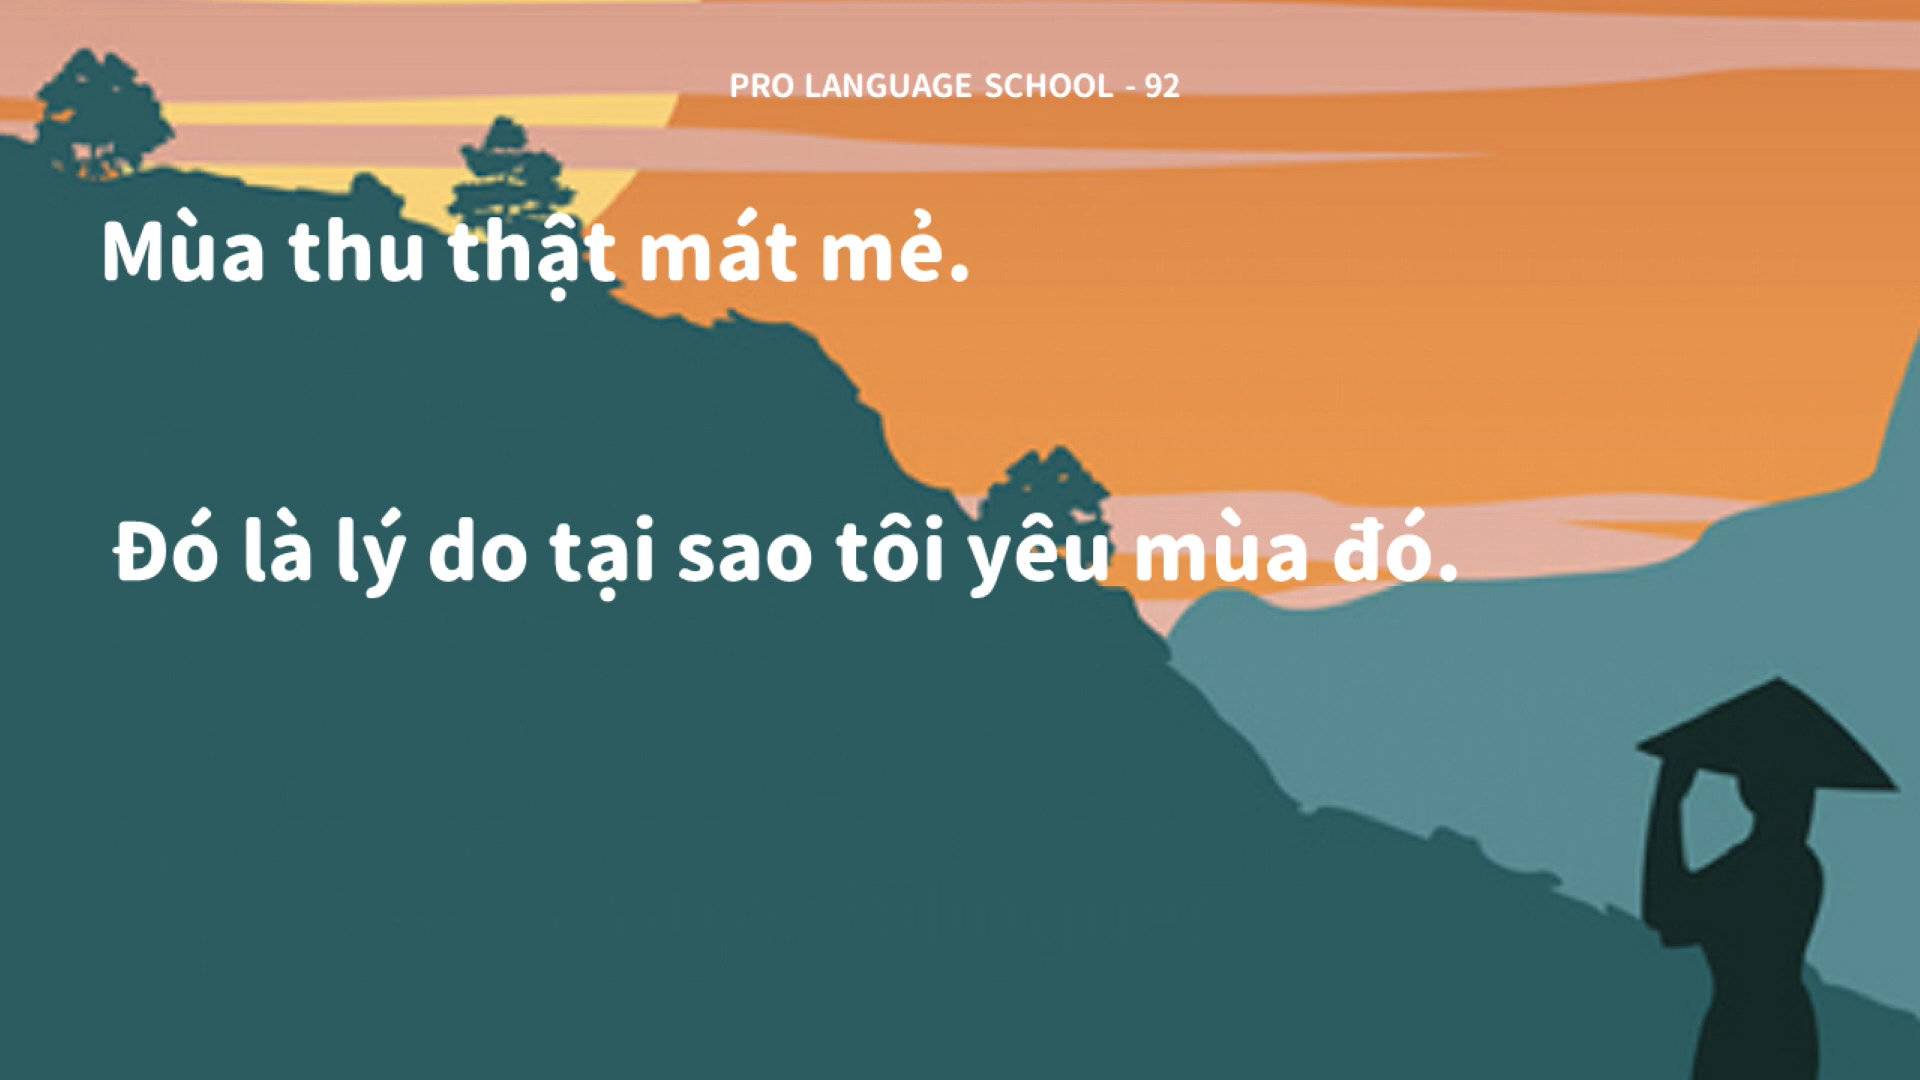 PRO LANGUAGE SCHOOL - 92
Mùa thu thật mát mẻ.
Đó là lý do tại sao tôi yêu mùa đó.